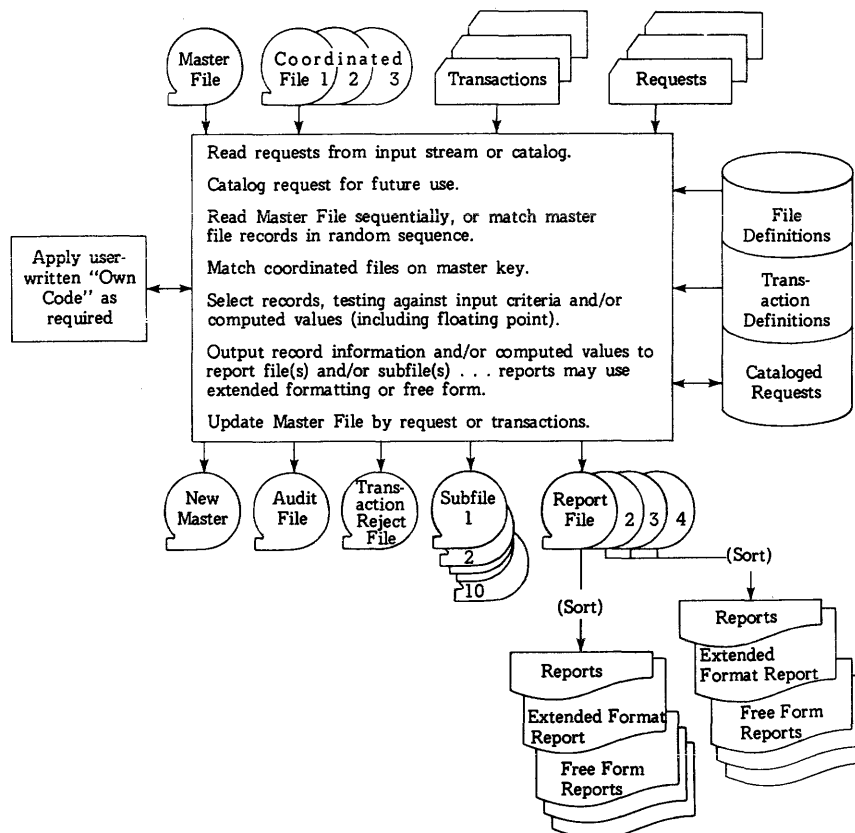 Master
File
Coordinated
File 1 2 3
Transactions
Requests
Read requests from input stream or catalog.
Catalog request for future use.
Read Master File sequentially, or match master
file records in random sequence.
Match coordinated files on master key.
Select records, testing against input criteria and/or
computed values (including floating point).
Output record information and/or computed values to
report file(s) and/or subfile(s) . . . reports may use
extended formatting or free form.
Update Master File by request or transactions.
Apply user-
written "Own
Code" as
required
File
Definitions
Trans-
action
Definitions
Cataloged
Requests
New
Master
Audit
File
Trans-
action
Reject
File
Subfile
1
2
10
Report
File 2 3 4
(Sort)
(Sort)
Reports
Extended Format
Report
Free Form
Reports
Reports
Extended
Format Report
Free Form
Reports